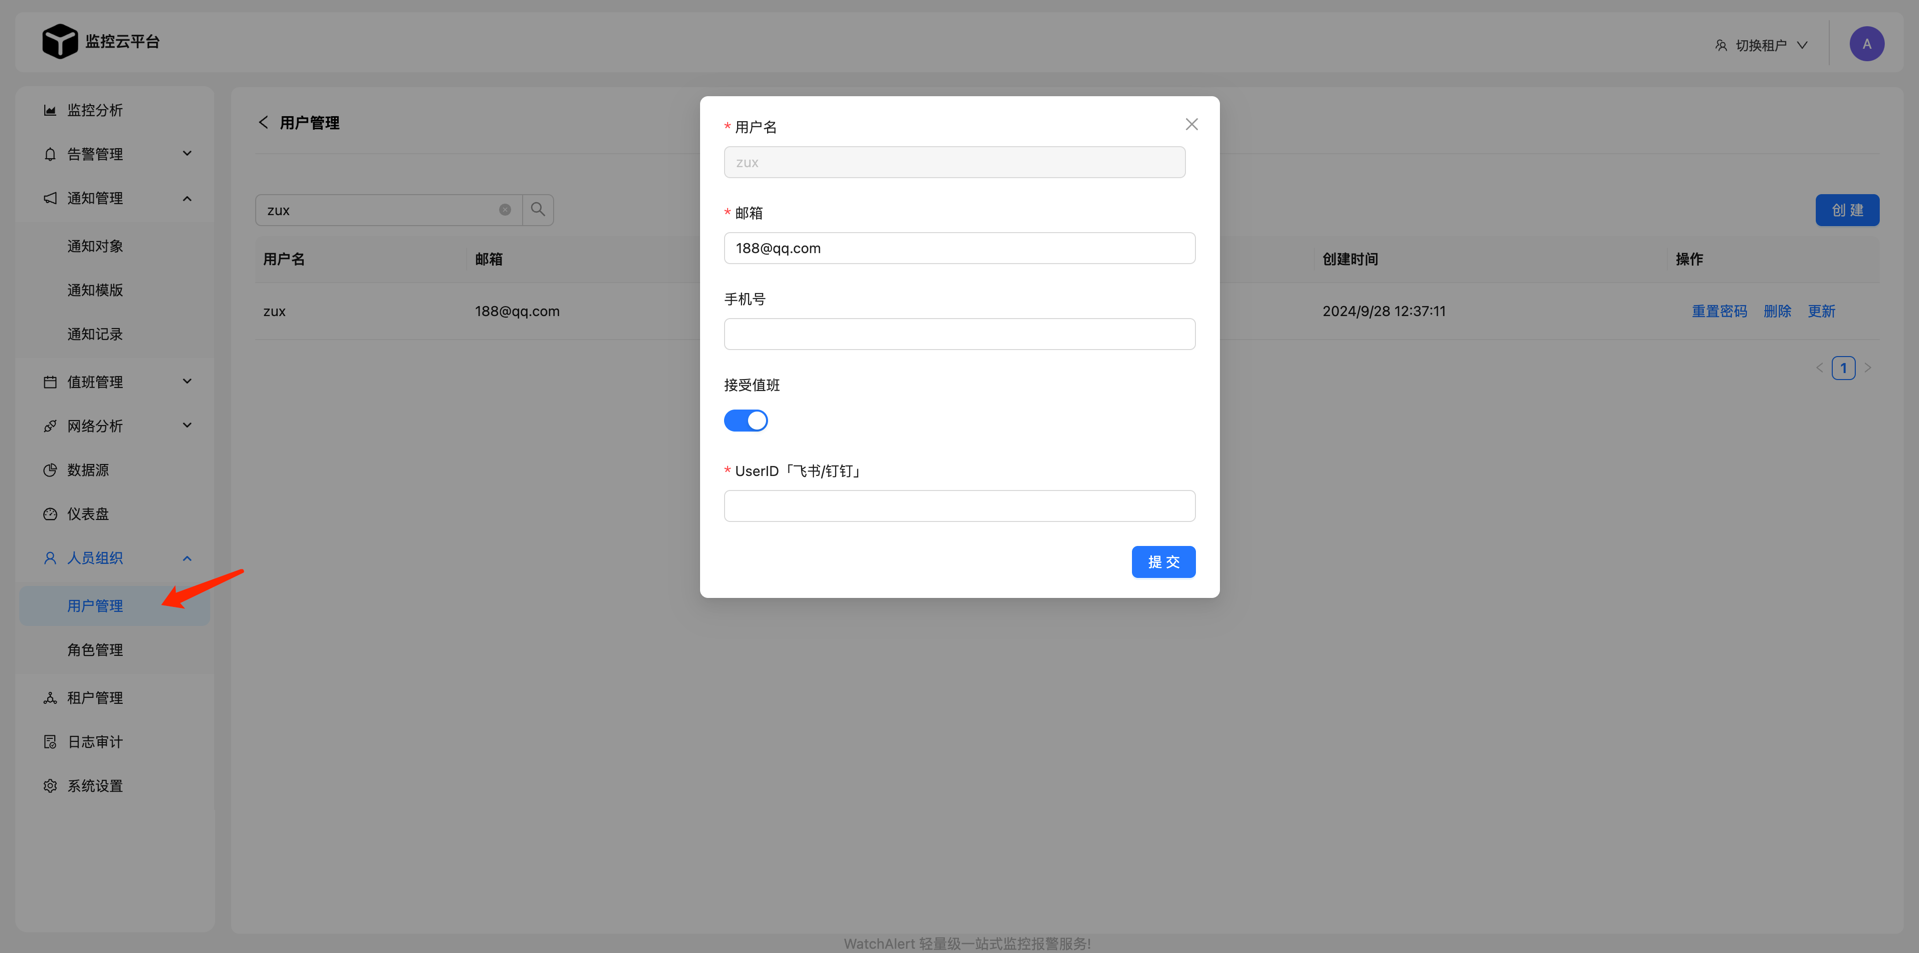 监控云平台
切换租户
A
监控分析
告警管理
通知管理
通知对象
通知模版
通知记录
值班管理
网络分析
数据源
仪表盘
人员组织
用户管理
角色管理
租户管理
日志审计
系统设置
用户管理
zux
创 建
用户名 邮箱 创建时间 操作
zux 188@qq.com 2024/9/28 12:37:11 重置密码 删除 更新
1
* 用户名
zux
* 邮箱
188@qq.com
手机号
接受值班
* UserID「飞书/钉钉」
提 交
WatchAlert 轻量级一站式监控报警服务!